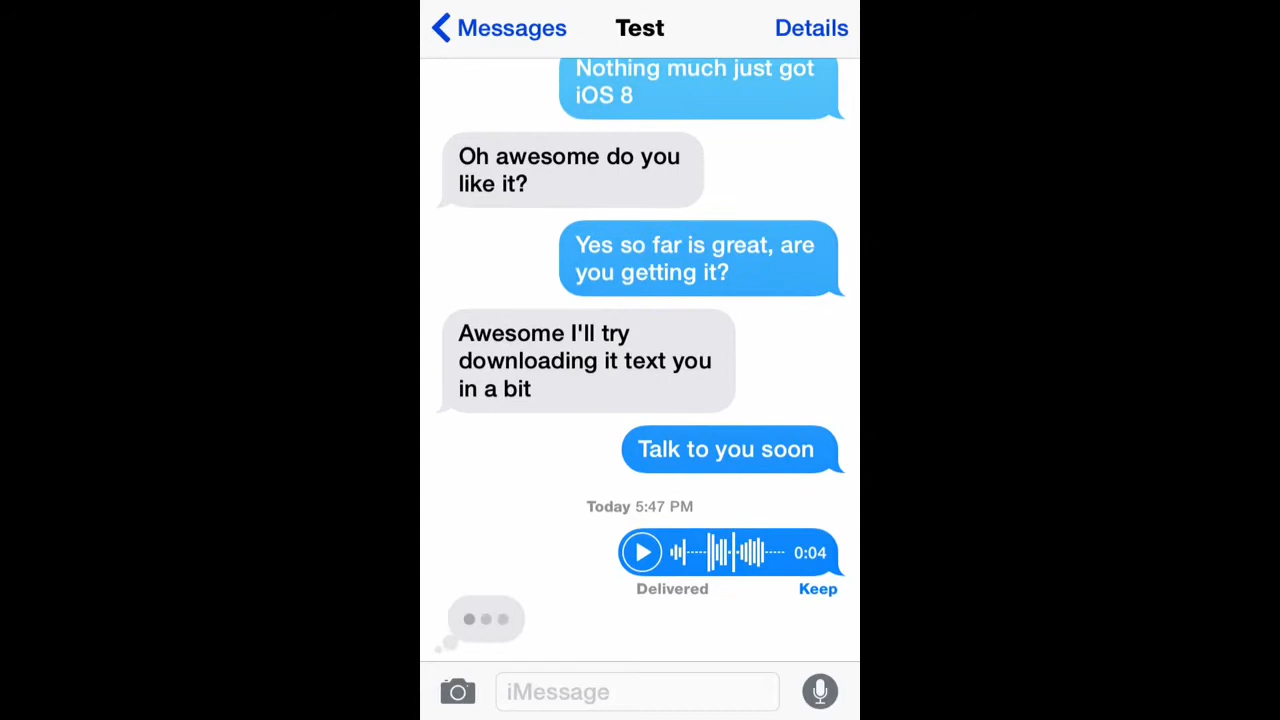 Messages Test Details
Nothing much just got
iOS 8
Oh awesome do you
like it?
Yes so far is great, are
you getting it?
Awesome I'll try
downloading it text you
in a bit
Talk to you soon
Today 5:47 PM
0:04
Delivered Keep
iMessage